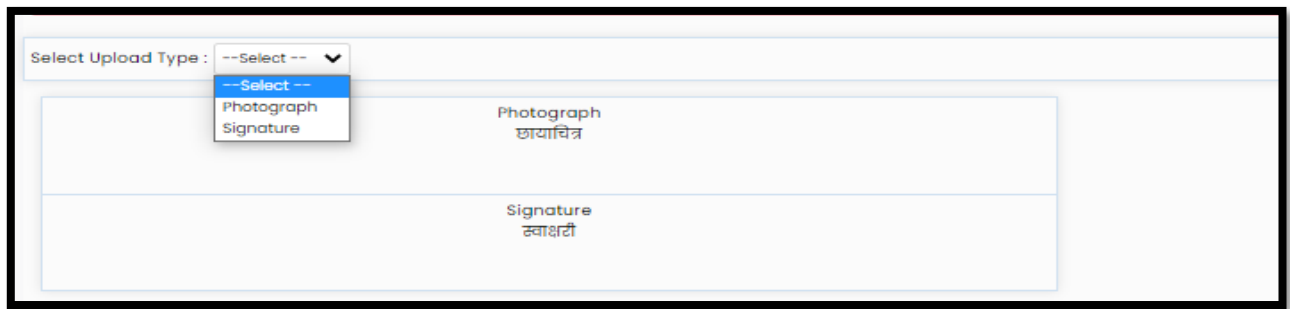 Select Upload Type : --Select --
--Select --
Photograph
Signature
Photograph
छायाचित्र
Signature
स्वाक्षरी